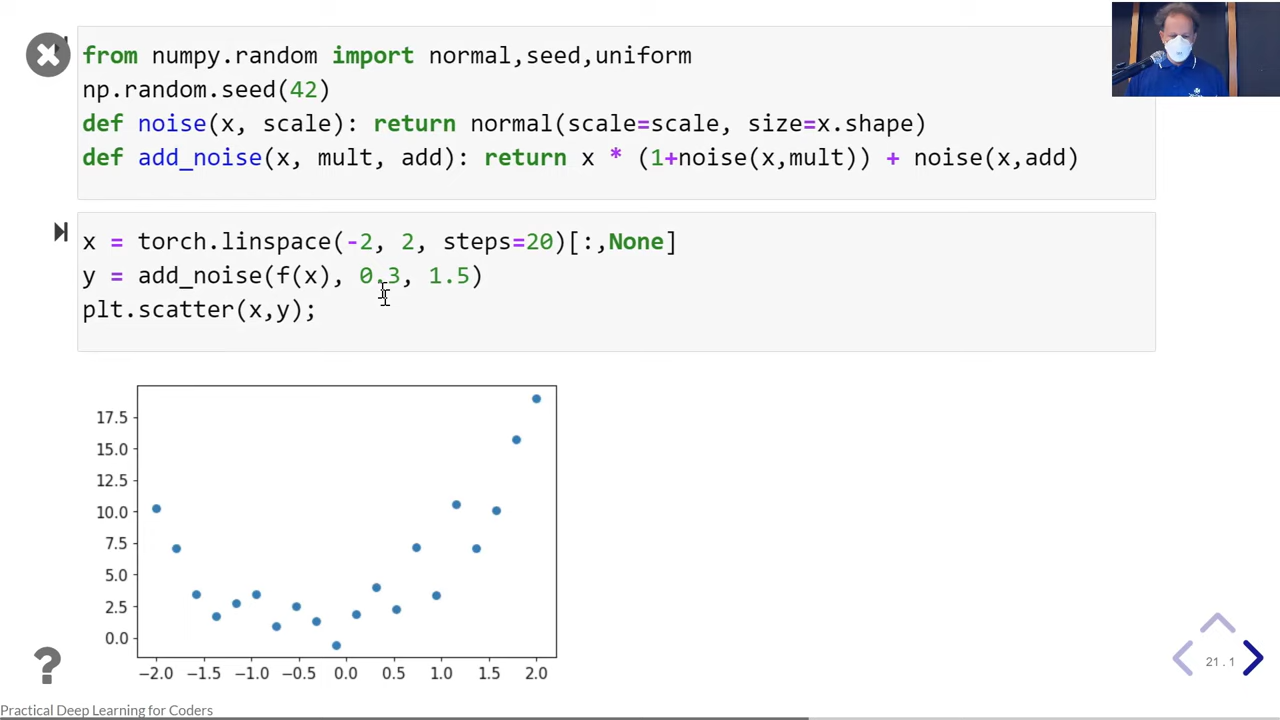 from numpy.random import normal,seed,uniform
np.random.seed(42)
def noise(x, scale): return normal(scale=scale, size=x.shape)
def add_noise(x, mult, add): return x * (1+noise(x,mult)) + noise(x,add)
x = torch.linspace(-2, 2, steps=20)[:,None]
y = add_noise(f(x), 0.3, 1.5)
plt.scatter(x,y);
17.5
15.0
12.5
10.0
7.5
5.0
2.5
0.0
−2.0 −1.5 −1.0 −0.5 0.0 0.5 1.0 1.5 2.0
?
21 . 1
Practical Deep Learning for Coders